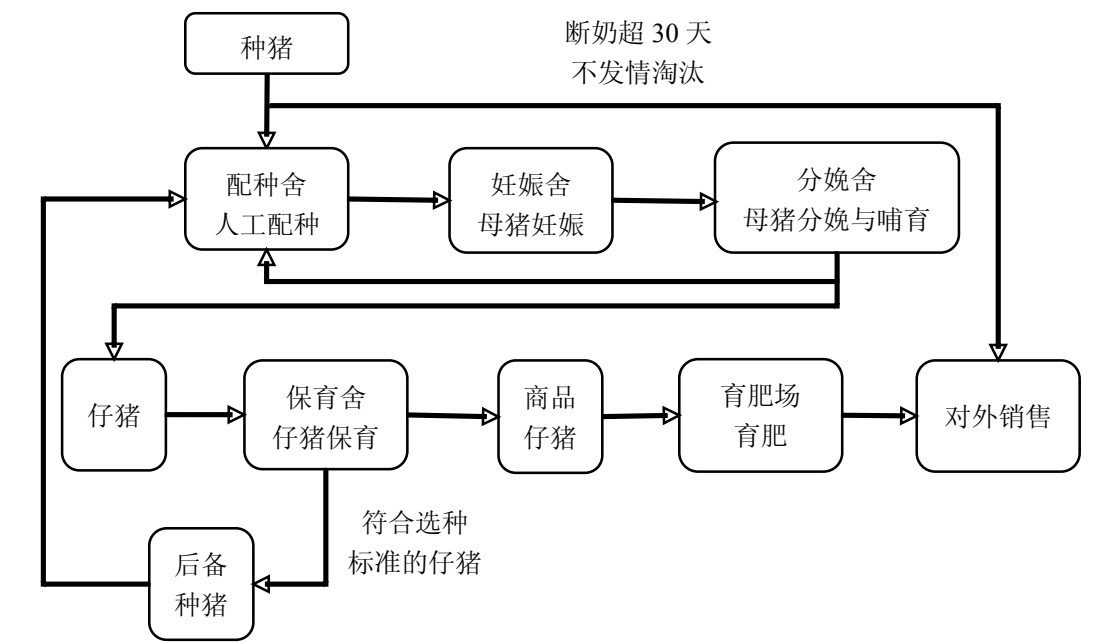 种猪
断奶超 30 天
不发情淘汰
配种舍
人工配种
妊娠舍
母猪妊娠
分娩舍
母猪分娩与哺育
仔猪
保育舍
仔猪保育
商品
仔猪
育肥场
育肥
对外销售
符合选种
标准的仔猪
后备
种猪